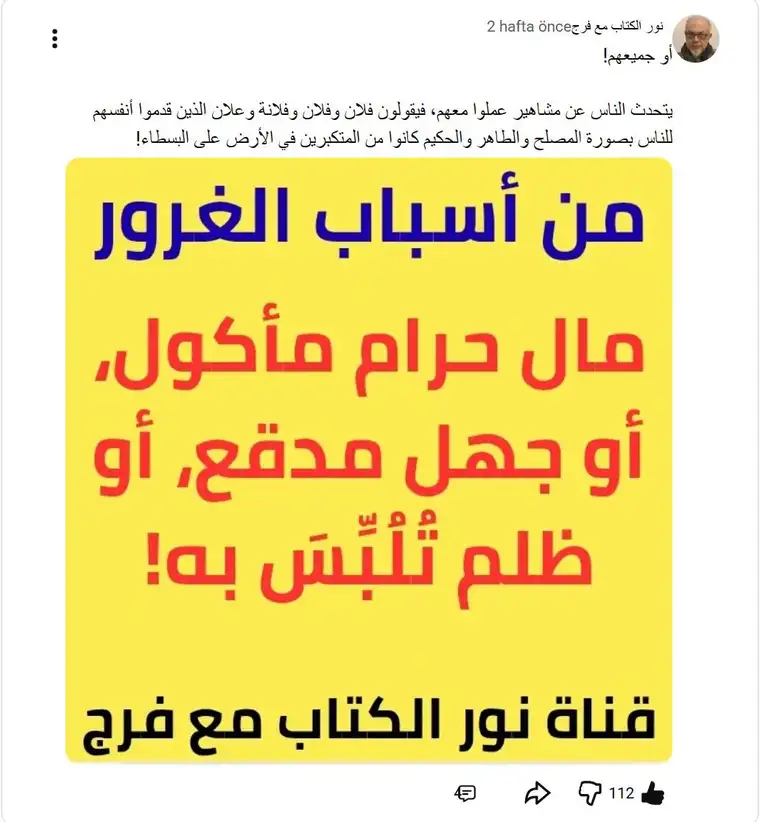 نور الكتاب مع فرج 2 hafta önce
أو جميعهم!
يتحدث الناس عن مشاهير عملوا معهم، فيقولون فلان وفلان وفلانة وعلان الذين قدموا أنفسهم
للناس بصورة المصلح والطاهر والحكيم كانوا من المتكبرين في الأرض على البسطاء!
من أسباب الغرور
مال حرام مأكول,
أو جهل مدقع, أو
ظلم تُلُبِّسَ به!
قناة نور الكتاب مع فرج
112
4